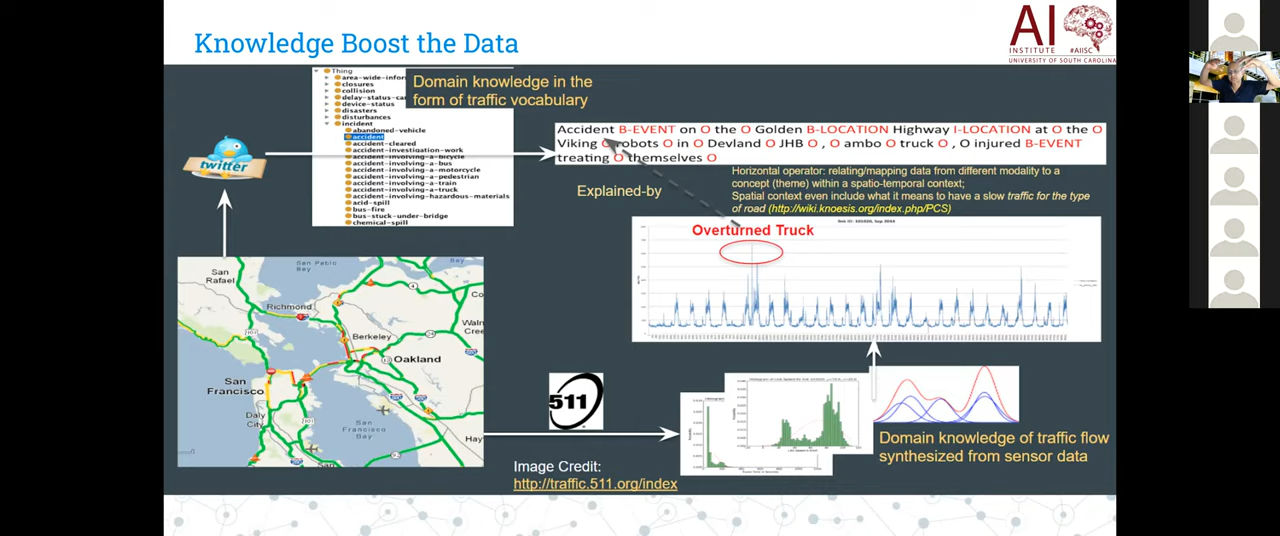 Knowledge Boost the Data
AI
INSTITUTE #AIISC
UNIVERSITY OF SOUTH CAROLINA
Thing
area-wide-infor
closures
collision
delay-status-ca
device-status
disasters
disturbances
incident
abandoned-vehicle
accident
accident-cleared
accident-investigation-work
accident-involving-a-bicycle
accident-involving-a-bus
accident-involving-a-motorcycle
accident-involving-a-pedestrian
accident-involving-a-train
accident-involving-a-truck
accident-involving-hazardous-materials
acid-spill
bus-fire
bus-stuck-under-bridge
chemical-spill
Domain knowledge in the
form of traffic vocabulary
twitter
Accident B-EVENT on O the O Golden B-LOCATION Highway I-LOCATION at O the O
Viking O robots O in O Devland O JHB O , O ambo O truck O , O injured B-EVENT
treating O themselves O
Explained-by
Horizontal operator: relating/mapping data from different modality to a
concept (theme) within a spatio-temporal context;
Spatial context even include what it means to have a slow traffic for the type
of road (http://wiki.knoesis.org/index.php/PCS)
Overturned Truck
San
Rafael
San Pablo
Bay
Richmond
Berkeley
Oakland
San
Francisco
Daly
City
San
Francisco
Bay
Hay
511
Domain knowledge of traffic flow
synthesized from sensor data
Image Credit:
http://traffic.511.org/index